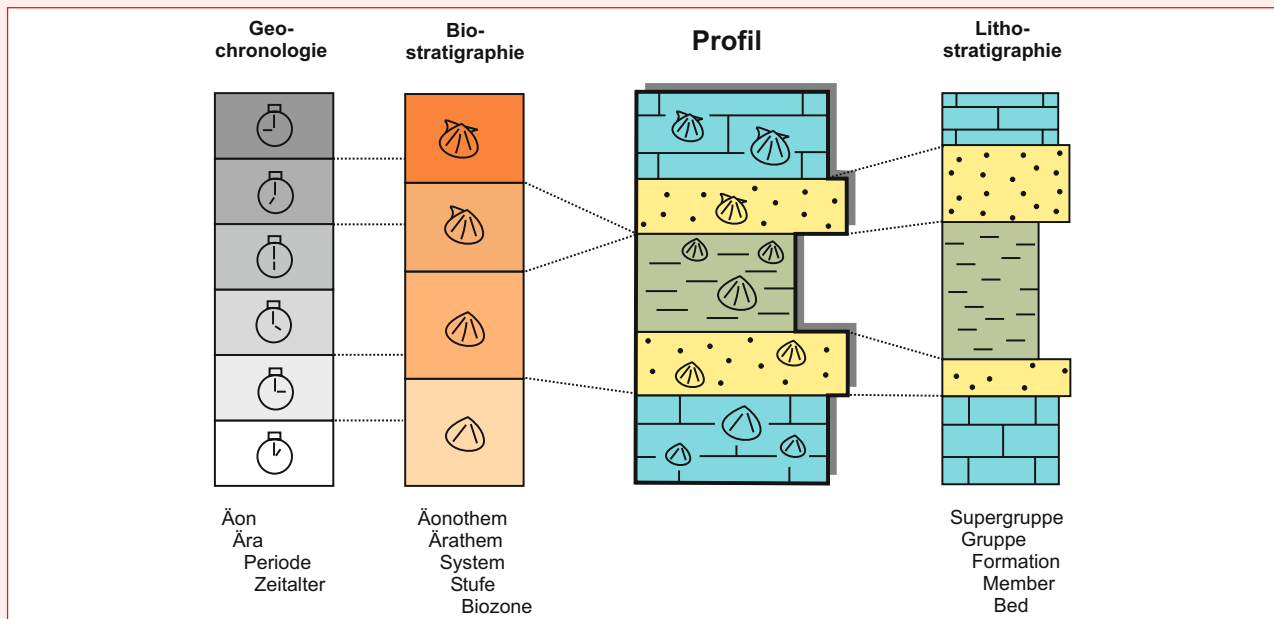 Geo-
chronologie
Bio-
stratigraphie
Profil
Litho-
stratigraphie
Äon
Ära
Periode
Zeitalter
Äonothem
Ärathem
System
Stufe
Biozone
Supergruppe
Gruppe
Formation
Member
Bed